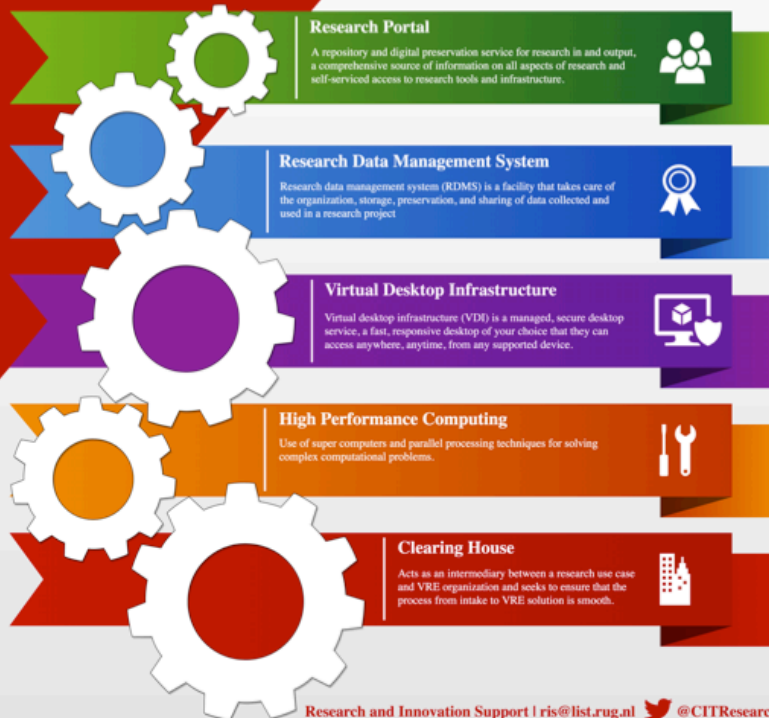 Research Portal
A repository and digital preservation service for research in and output,
a comprehensive source of information on all aspects of research and
self-serviced access to research tools and infrastructure.
Research Data Management System
Research data management system (RDMS) is a facility that takes care of
the organization, storage, preservation, and sharing of data collected and
used in a research project
Virtual Desktop Infrastructure
Virtual desktop infrastructure (VDI) is a managed, secure desktop
service, a fast, responsive desktop of your choice that they can
access anywhere, anytime, from any supported device.
High Performance Computing
Use of super computers and parallel processing techniques for solving
complex computational problems.
Clearing House
Acts as an intermediary between a research use case
and VRE organization and seeks to ensure that the
process from intake to VRE solution is smooth.
Research and Innovation Support | ris@list.rug.nl @CITResearc